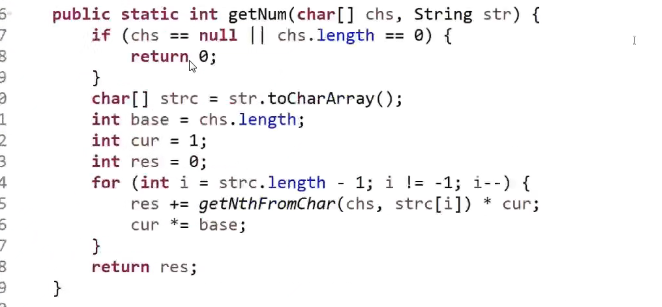 6 public static int getNum(char[] chs, String str) {
7 if (chs == null || chs.length == 0) {
8 return 0;
9 }
0 char[] strc = str.toCharArray();
1 int base = chs.length;
2 int cur = 1;
3 int res = 0;
4 for (int i = strc.length - 1; i != -1; i--) {
5 res += getNthFromChar(chs, strc[i]) * cur;
6 cur *= base;
7 }
8 return res;
9 }